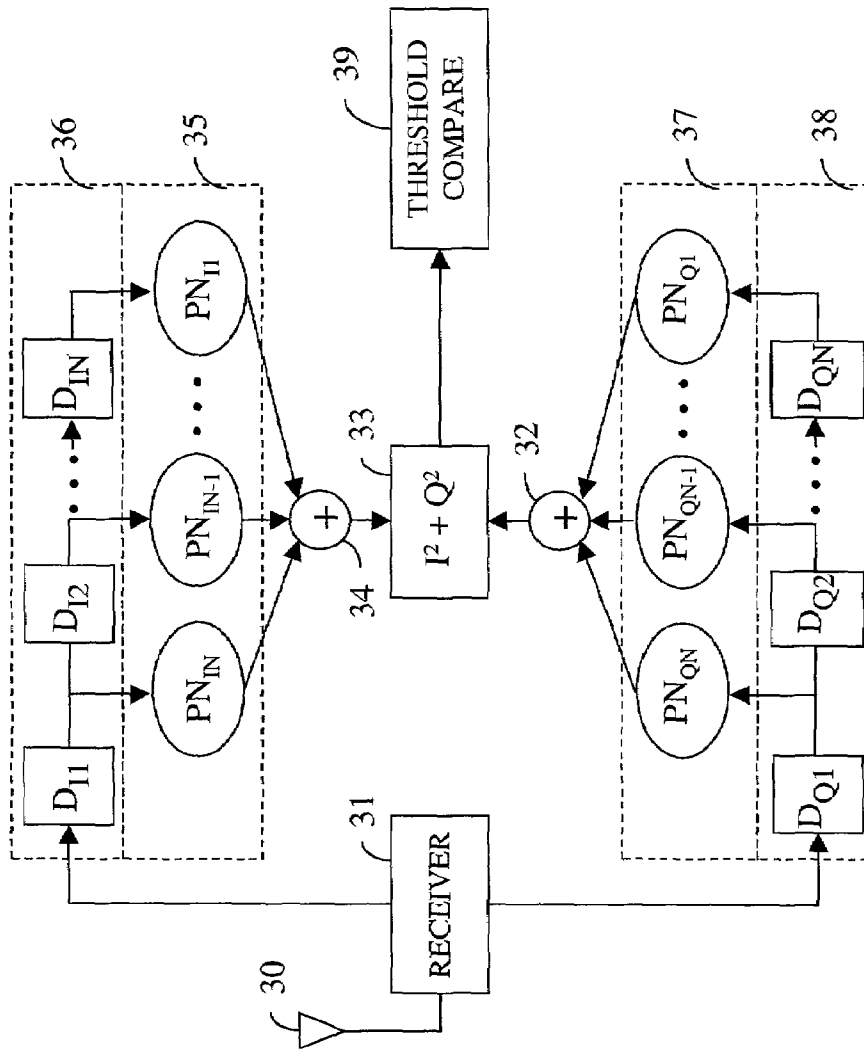 36
D_I1
D_I2
D_IN
35
PN_IN
PN_IN-1
PN_I1
34
+
30
31
RECEIVER
33
I² + Q²
39
THRESHOLD
COMPARE
32
+
37
PN_QN
PN_QN-1
PN_Q1
38
D_Q1
D_Q2
D_QN